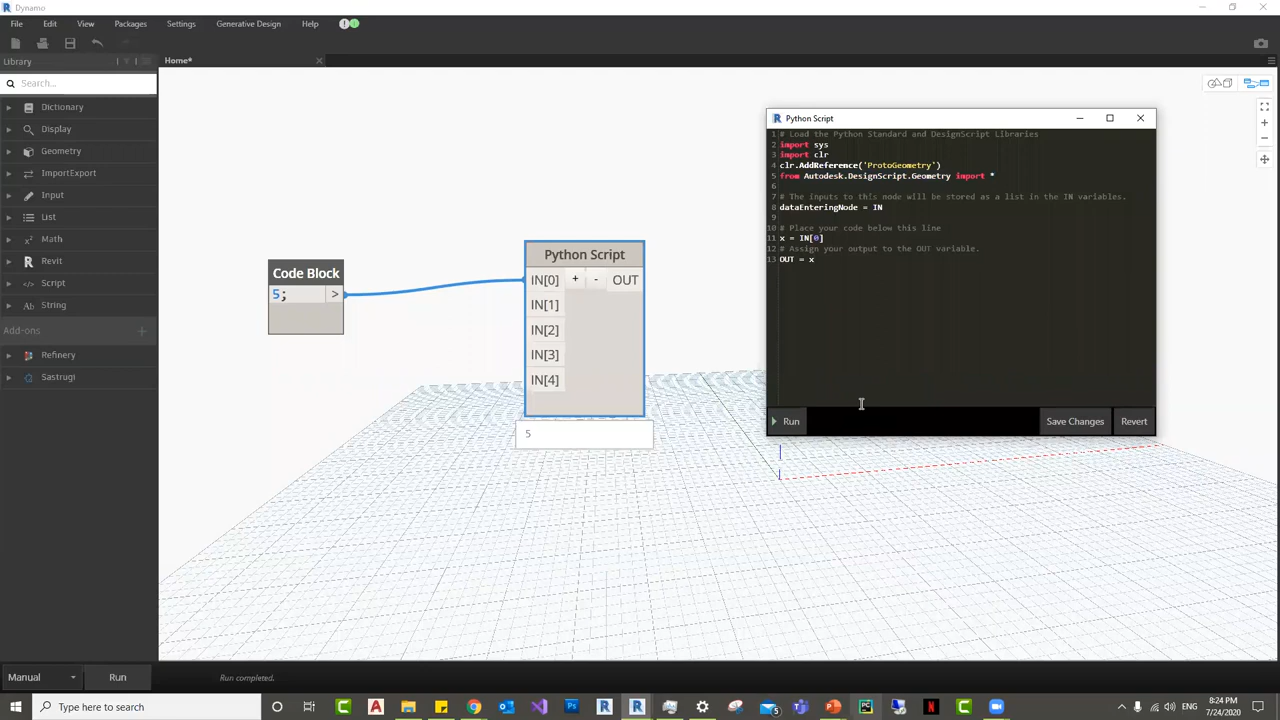 Dynamo
File Edit View Packages Settings Generative Design Help
Library
Home*
Search...
Dictionary
Display
Geometry
ImportExport
Input
List
Math
Revit
Script
String
Add-ons
Refinery
Sastrugi
Code Block
5;
>
Python Script
IN[0] + - OUT
IN[1]
IN[2]
IN[3]
IN[4]
5
Python Script
1 # Load the Python Standard and DesignScript Libraries
2 import sys
3 import clr
4 clr.AddReference('ProtoGeometry')
5 from Autodesk.DesignScript.Geometry import *
6
7 # The inputs to this node will be stored as a list in the IN variables.
8 dataEnteringNode = IN
9
10 # Place your code below this line
11 x = IN[0]
12 # Assign your output to the OUT variable.
13 OUT = x
Run
Save Changes
Revert
Manual
Run
Run completed.
Type here to search
ENG
8:24 PM
7/24/2020